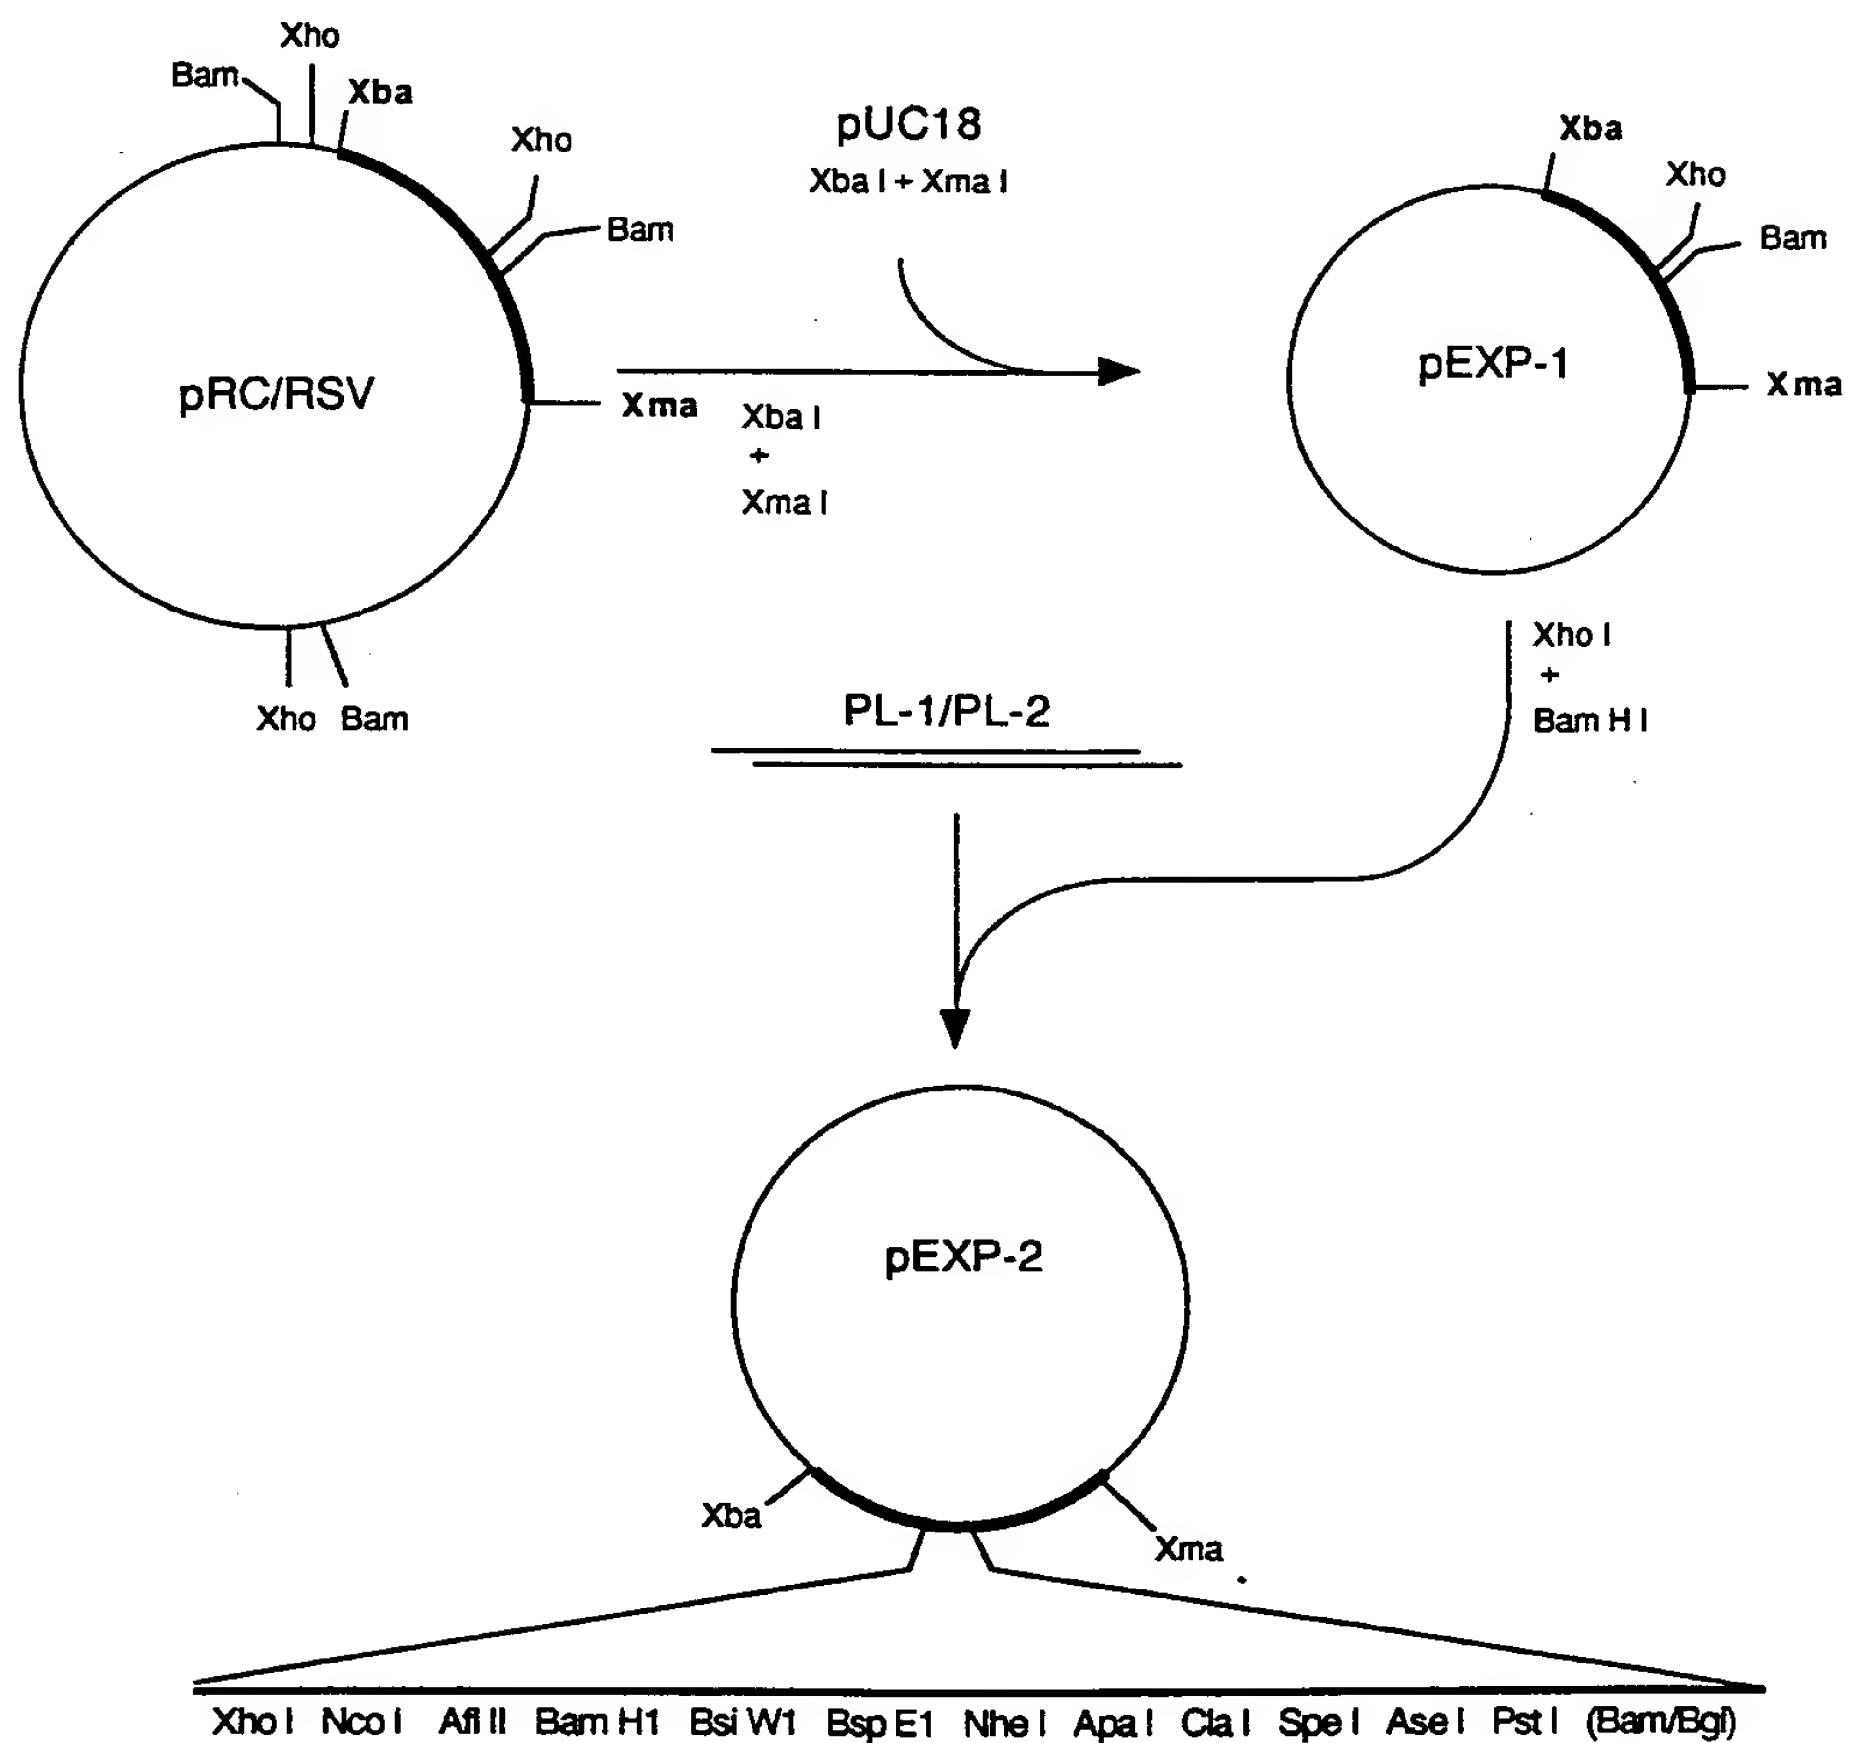 Xho
Bam
Xba
Xho
Bam
pRC/RSV
Xma
Xho Bam
pUC18
Xba I + Xma I
Xba I
+
Xma I
Xba
Xho
Bam
pEXP-1
Xma
Xho I
+
Bam H I
PL-1/PL-2
pEXP-2
Xba
Xma
Xho I Nco I Afl II Bam H1 Bsi W1 Bsp E1 Nhe I Apa I Cla I Spe I Ase I Pst I (Bam/Bgl)